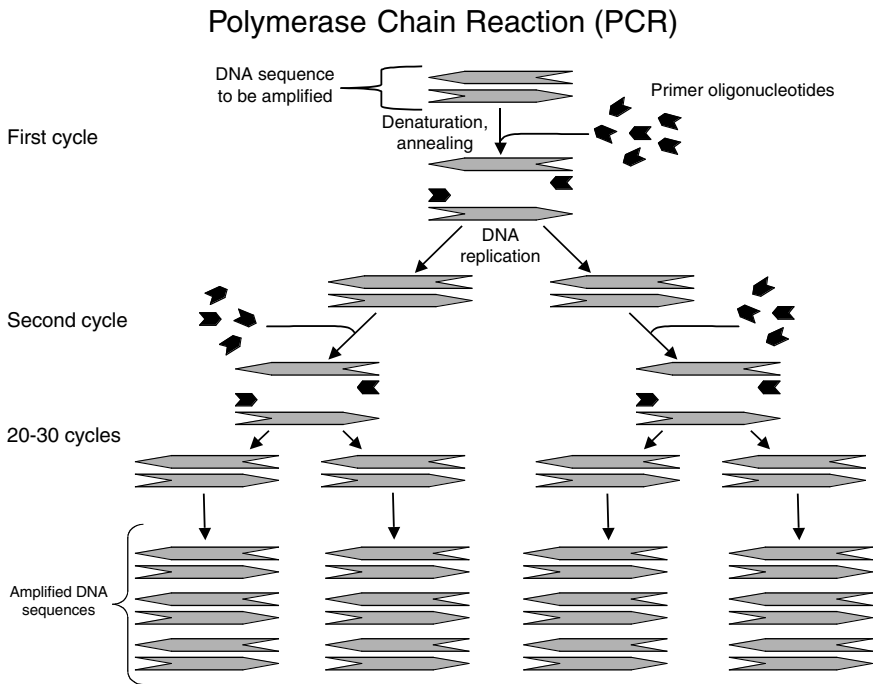 Polymerase Chain Reaction (PCR)
DNA sequence
to be amplified
Primer oligonucleotides
Denaturation,
annealing
First cycle
DNA
replication
Second cycle
20-30 cycles
Amplified DNA
sequences